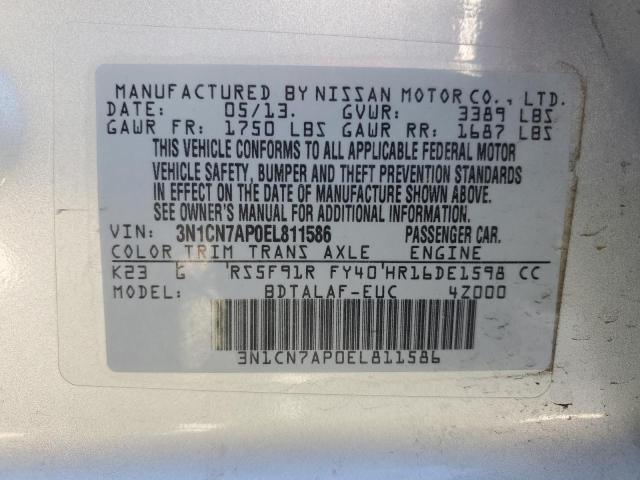 MANUFACTURED BY NISSAN MOTOR CO., LTD.
DATE: 05/13. GVWR: 3389 LBS
GAWR FR: 1750 LBS GAWR RR: 1687 LBS
THIS VEHICLE CONFORMS TO ALL APPLICABLE FEDERAL MOTOR
VEHICLE SAFETY, BUMPER AND THEFT PREVENTION STANDARDS
IN EFFECT ON THE DATE OF MANUFACTURE SHOWN ABOVE.
SEE OWNER'S MANUAL FOR ADDITIONAL INFORMATION.
VIN: 3N1CN7AP0EL811586 PASSENGER CAR.
COLOR TRIM TRANS AXLE ENGINE
K23 G 'RS5F91R FY40'HR16DE1598 CC
MODEL: BDTALAF-EUC 4Z000
3N1CN7AP0EL811586